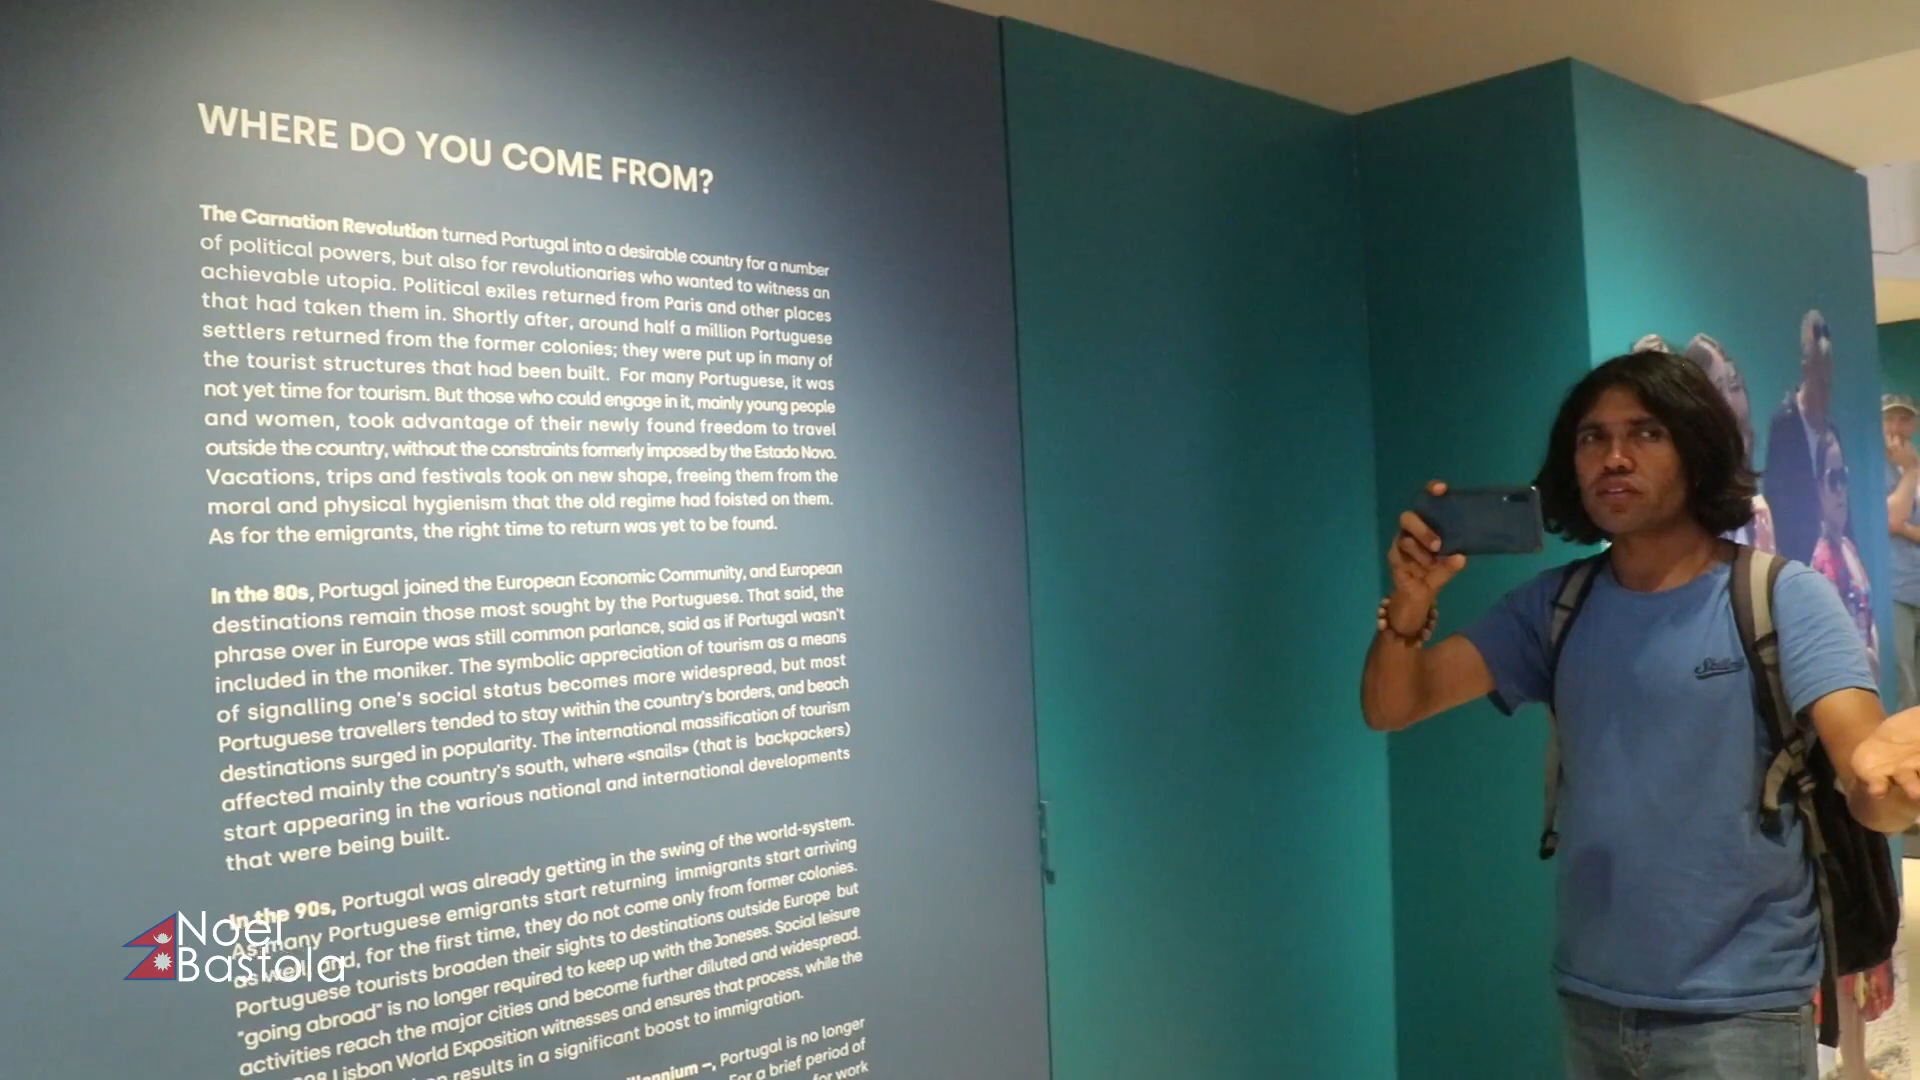 WHERE DO YOU COME FROM?
The Carnation Revolution turned Portugal into a desirable country for a number
of political powers, but also for revolutionaries who wanted to witness an
achievable utopia. Political exiles returned from Paris and other places
that had taken them in. Shortly after, around half a million Portuguese
settlers returned from the former colonies; they were put up in many of
the tourist structures that had been built. For many Portuguese, it was
not yet time for tourism. But those who could engage in it, mainly young people
and women, took advantage of their newly found freedom to travel
outside the country, without the constraints formerly imposed by the Estado Novo.
Vacations, trips and festivals took on new shape, freeing them from the
moral and physical hygienism that the old regime had foisted on them.
As for the emigrants, the right time to return was yet to be found.
In the 80s, Portugal joined the European Economic Community, and European
destinations remain those most sought by the Portuguese. That said, the
phrase over in Europe was still common parlance, said as if Portugal wasn't
included in the moniker. The symbolic appreciation of tourism as a means
of signalling one's social status becomes more widespread, but most
Portuguese travellers tended to stay within the country's borders, and beach
destinations surged in popularity. The international massification of tourism
affected mainly the country's south, where «snails» (that is backpackers)
start appearing in the various national and international developments
that were being built.
In the 90s, Portugal was already getting in the swing of the world-system.
As many Portuguese emigrants start returning immigrants start arriving
as well, and, for the first time, they do not come only from former colonies.
Portuguese tourists broaden their sights to destinations outside Europe but
"going abroad" is no longer required to keep up with the Joneses. Social leisure
activities reach the major cities and become further diluted and widespread.
Lisbon World Exposition witnesses and ensures that process, while the
results in a significant boost to immigration.
Portugal is no longer
For a brief period of
for work
Noel
Bastola